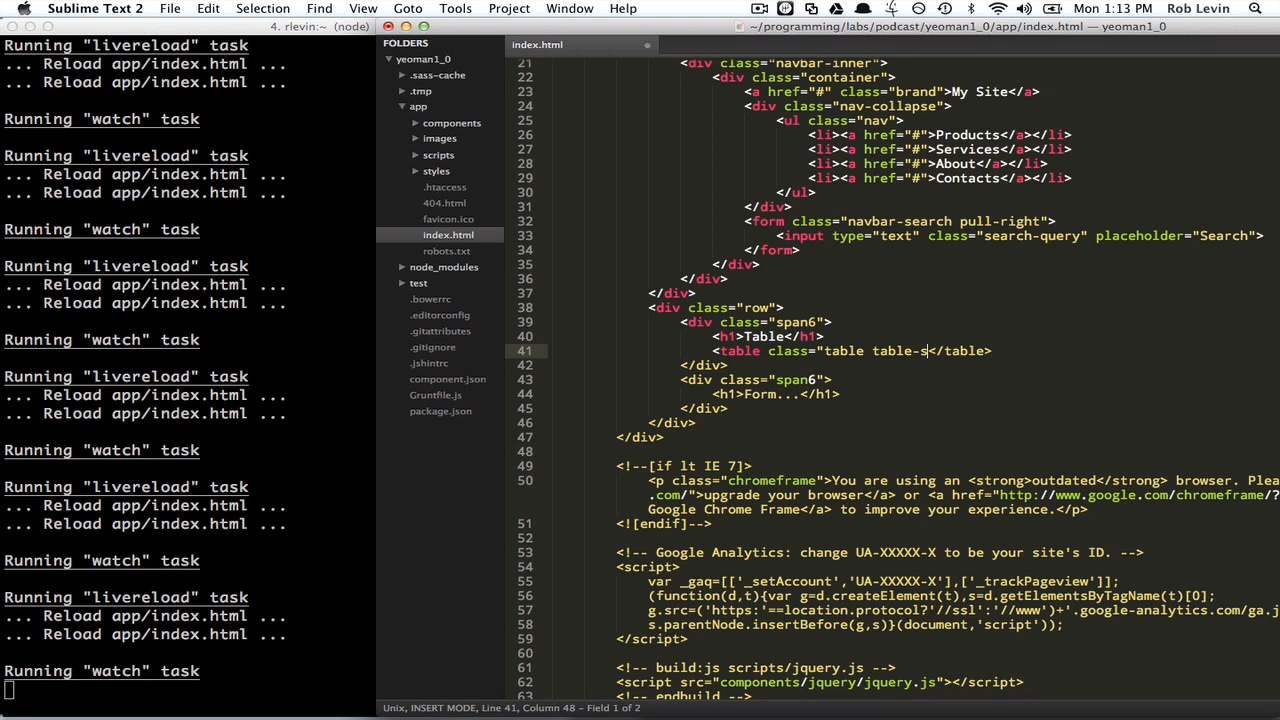 Sublime Text 2 File Edit Selection Find View Goto Tools Project Window Help Mon 1:13 PM Rob Levin
4. rlevin: (node)
Running "livereload" task
... Reload app/index.html ...
... Reload app/index.html ...
Running "watch" task
Running "livereload" task
... Reload app/index.html ...
... Reload app/index.html ...
Running "watch" task
Running "livereload" task
... Reload app/index.html ...
... Reload app/index.html ...
Running "watch" task
Running "livereload" task
... Reload app/index.html ...
... Reload app/index.html ...
Running "watch" task
Running "livereload" task
... Reload app/index.html ...
... Reload app/index.html ...
Running "watch" task
Running "livereload" task
... Reload app/index.html ...
... Reload app/index.html ...
Running "watch" task
~/programming/labs/podcast/yeoman1_0/app/index.html — yeoman1_0
FOLDERS
yeoman1_0
.sass-cache
.tmp
app
components
images
scripts
styles
.htaccess
404.html
favicon.ico
index.html
robots.txt
node_modules
test
.bowerrc
.editorconfig
.gitattributes
.gitignore
.jshintrc
component.json
Gruntfile.js
package.json
index.html
21 <div class="navbar-inner">
22 <div class="container">
23 <a href="#" class="brand">My Site</a>
24 <div class="nav-collapse">
25 <ul class="nav">
26 <li><a href="#">Products</a></li>
27 <li><a href="#">Services</a></li>
28 <li><a href="#">About</a></li>
29 <li><a href="#">Contacts</a></li>
30 </ul>
31 </div>
32 <form class="navbar-search pull-right">
33 <input type="text" class="search-query" placeholder="Search">
34 </form>
35 </div>
36 </div>
37 </div>
38 <div class="row">
39 <div class="span6">
40 <h1>Table</h1>
41 <table class="table table-s</table>
42 </div>
43 <div class="span6">
44 <h1>Form...</h1>
45 </div>
46 </div>
47 </div>
48
49 <!--[if lt IE 7]>
50 <p class="chromeframe">You are using an <strong>outdated</strong> browser. Plea
.com/">upgrade your browser</a> or <a href="http://www.google.com/chromeframe/?
Google Chrome Frame</a> to improve your experience.</p>
51 <![endif]-->
52
53 <!-- Google Analytics: change UA-XXXXX-X to be your site's ID. -->
54 <script>
55 var _gaq=[['_setAccount','UA-XXXXX-X'],['_trackPageview']];
56 (function(d,t){var g=d.createElement(t),s=d.getElementsByTagName(t)[0];
57 g.src=('https:'==location.protocol?'//ssl':'//www')+'.google-analytics.com/ga.j
58 s.parentNode.insertBefore(g,s)}(document,'script'));
59 </script>
60
61 <!-- build:js scripts/jquery.js -->
62 <script src="components/jquery/jquery.js"></script>
63 <!-- endbuild -->
Unix, INSERT MODE, Line 41, Column 48 - Field 1 of 2